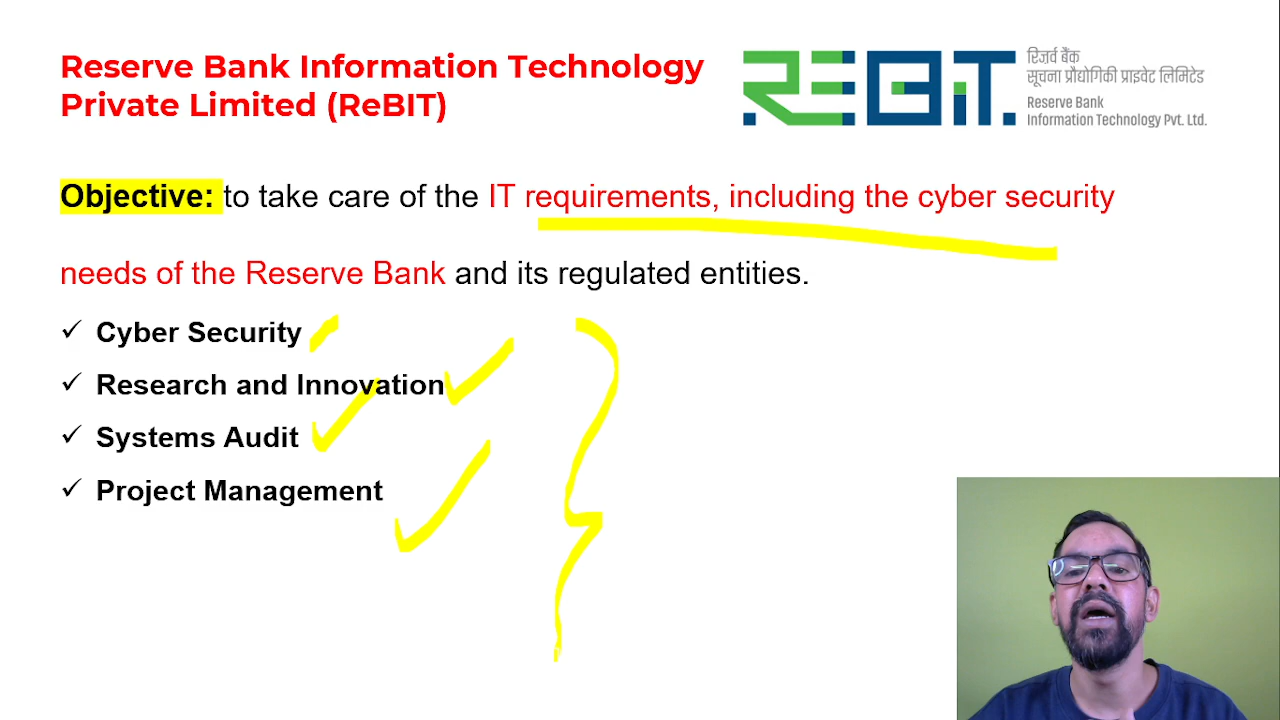 Reserve Bank Information Technology
Private Limited (ReBIT)
REBIT
रिज़र्व बैंक
सूचना प्रौद्योगिकी प्राइवेट लिमिटेड
Reserve Bank
Information Technology Pvt. Ltd.
Objective: to take care of the IT requirements, including the cyber security
needs of the Reserve Bank and its regulated entities.
✓ Cyber Security
✓ Research and Innovation
✓ Systems Audit
✓ Project Management